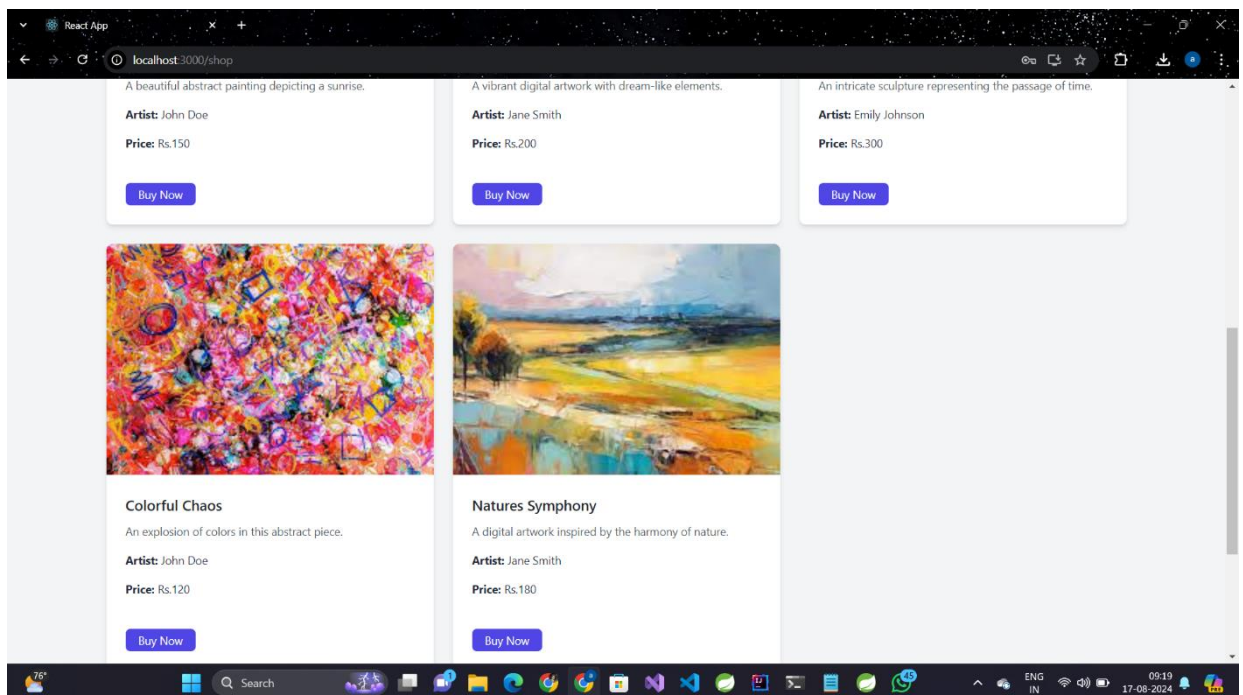 React App
localhost:3000/shop
a
A beautiful abstract painting depicting a sunrise.
A vibrant digital artwork with dream-like elements.
An intricate sculpture representing the passage of time.
Artist: John Doe
Artist: Jane Smith
Artist: Emily Johnson
Price: Rs.150
Price: Rs.200
Price: Rs.300
Buy Now
Buy Now
Buy Now
Colorful Chaos
Natures Symphony
An explosion of colors in this abstract piece.
A digital artwork inspired by the harmony of nature.
Artist: John Doe
Artist: Jane Smith
Price: Rs.120
Price: Rs.180
Buy Now
Buy Now
76°
Search
1
45
ENG
IN
09:19
17-08-2024